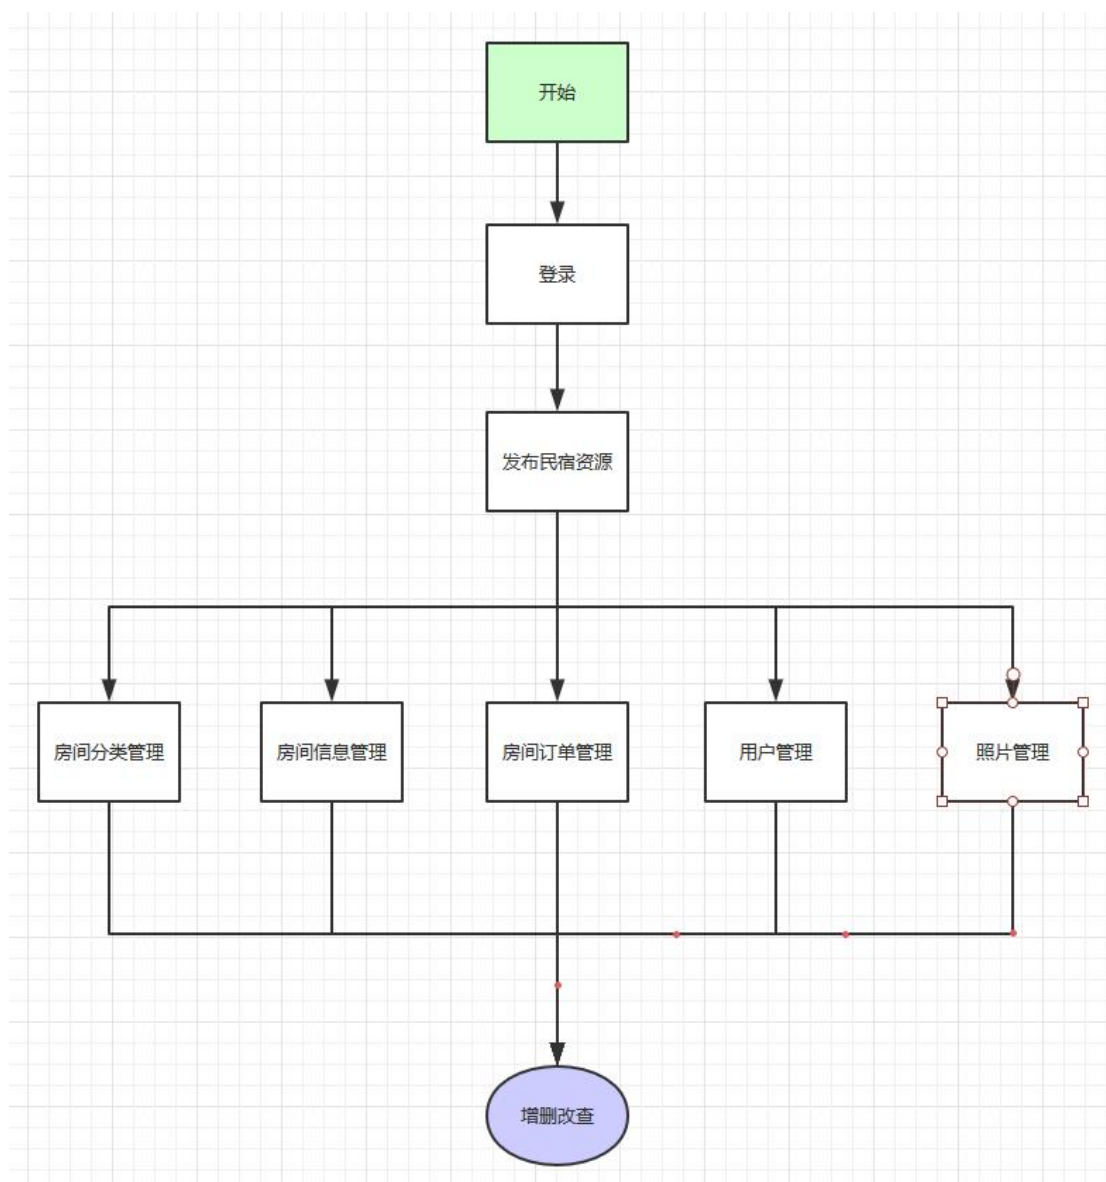 开始
登录
发布民宿资源
房间分类管理
房间信息管理
房间订单管理
用户管理
照片管理
增删改查